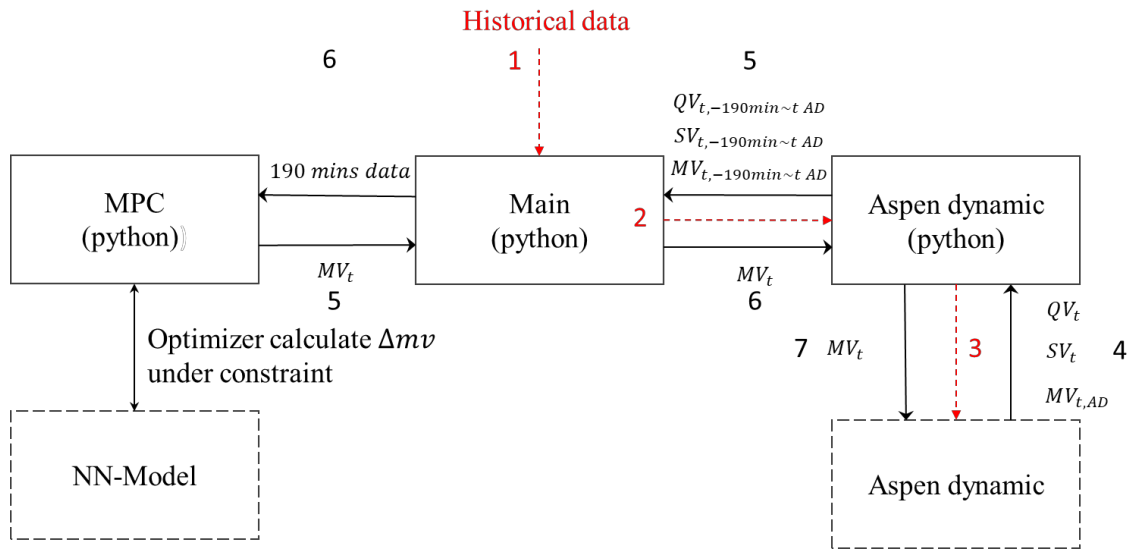 Historical data
6
1
5
QV_{t,-190min~t AD}
SV_{t,-190min~t AD}
MV_{t,-190min~t AD}
190 mins data
MPC
(python)
Main
(python)
2
Aspen dynamic
(python)
MV_t
5
MV_t
6
Optimizer calculate Δmv
under constraint
7
MV_t
3
QV_t
SV_t
4
MV_{t,AD}
NN-Model
Aspen dynamic